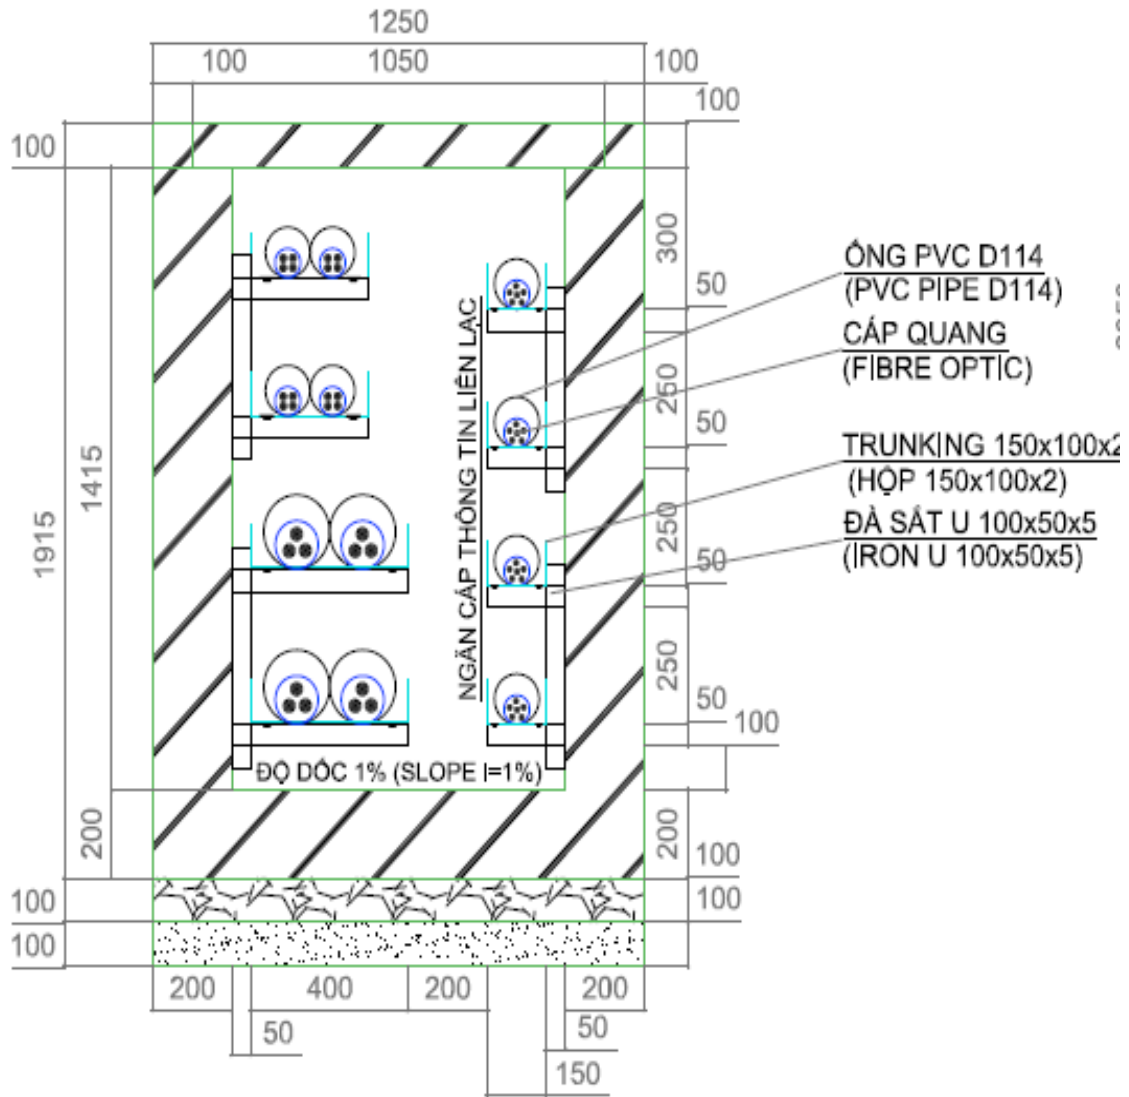 1250
100 1050 100
100
100
300
ỐNG PVC D114
(PVC PIPE D114)
50
CÁP QUANG
(FIBRE OPTIC)
250
50
TRUNKING 150x100x2
(HỘP 150x100x2)
1415
1915
ĐÀ SẮT U 100x50x5
(IRON U 100x50x5)
250
50
NGĂN CÁP THÔNG TIN LIÊN LẠC
250
50
100
ĐỘ DỐC 1% (SLOPE I=1%)
200
200
100
100
100
100
200 400 200 200
50 50
150